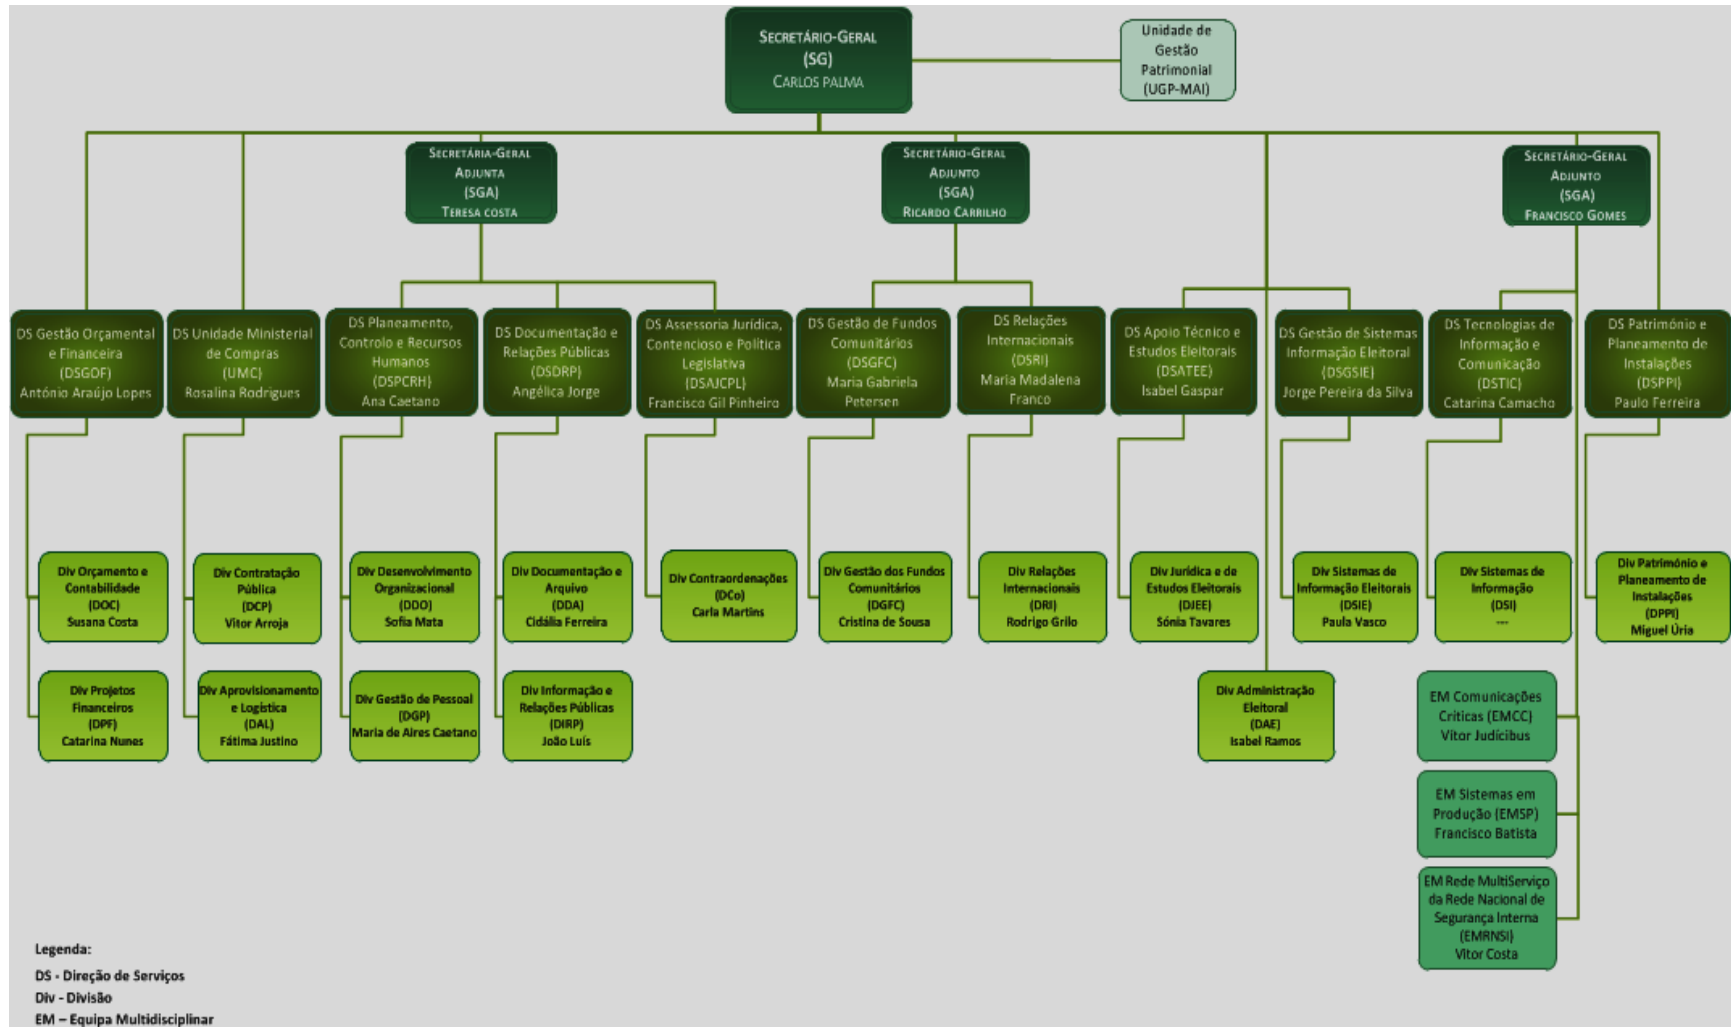 SECRETÁRIO-GERAL
(SG)
CARLOS PALMA
Unidade de
Gestão
Patrimonial
(UGP-MAI)
SECRETÁRIA-GERAL
ADJUNTA
(SGA)
TERESA COSTA
SECRETÁRIO-GERAL
ADJUNTO
(SGA)
RICARDO CARRILHO
SECRETÁRIO-GERAL
ADJUNTO
(SGA)
FRANCISCO GOMES
DS Gestão Orçamental
e Financeira
(DSGOF)
António Araújo Lopes
DS Unidade Ministerial
de Compras
(UMC)
Rosalina Rodrigues
DS Planeamento,
Controlo e Recursos
Humanos
(DSPCRH)
Ana Caetano
DS Documentação e
Relações Públicas
(DSDRP)
Angélica Jorge
DS Assessoria Jurídica,
Contencioso e Política
Legislativa
(DSAJCPL)
Francisco Gil Pinheiro
DS Gestão de Fundos
Comunitários
(DSGFC)
Maria Gabriela
Petersen
DS Relações
Internacionais
(DSRI)
Maria Madalena
Franco
DS Apoio Técnico e
Estudos Eleitorais
(DSATEE)
Isabel Gaspar
DS Gestão de Sistemas
Informação Eleitoral
(DSGSIE)
Jorge Pereira da Silva
DS Tecnologias de
Informação e
Comunicação
(DSTIC)
Catarina Camacho
DS Património e
Planeamento de
Instalações
(DSPPI)
Paulo Ferreira
Div Orçamento e
Contabilidade
(DOC)
Susana Costa
Div Contratação
Pública
(DCP)
Vitor Arroja
Div Desenvolvimento
Organizacional
(DDO)
Sofia Mata
Div Documentação e
Arquivo
(DDA)
Cidália Ferreira
Div Contraordenações
(DCo)
Carla Martins
Div Gestão dos Fundos
Comunitários
(DGFC)
Cristina de Sousa
Div Relações
Internacionais
(DRI)
Rodrigo Grilo
Div Jurídica e de
Estudos Eleitorais
(DJEE)
Sónia Tavares
Div Sistemas de
Informação Eleitorais
(DSIE)
Paula Vasco
Div Sistemas de
Informação
(DSI)
---
Div Património e
Planeamento de
Instalações
(DPPI)
Miguel Úria
Div Projetos
Financeiros
(DPF)
Catarina Nunes
Div Aprovisionamento
e Logística
(DAL)
Fátima Justino
Div Gestão de Pessoal
(DGP)
Maria de Aires Caetano
Div Informação e
Relações Públicas
(DIRP)
João Luís
Div Administração
Eleitoral
(DAE)
Isabel Ramos
EM Comunicações
Criticas (EMCC)
Vitor Judícibus
EM Sistemas em
Produção (EMSP)
Francisco Batista
EM Rede MultiServiço
da Rede Nacional de
Segurança Interna
(EMRNSI)
Vitor Costa
Legenda:
DS - Direção de Serviços
Div - Divisão
EM – Equipa Multidisciplinar